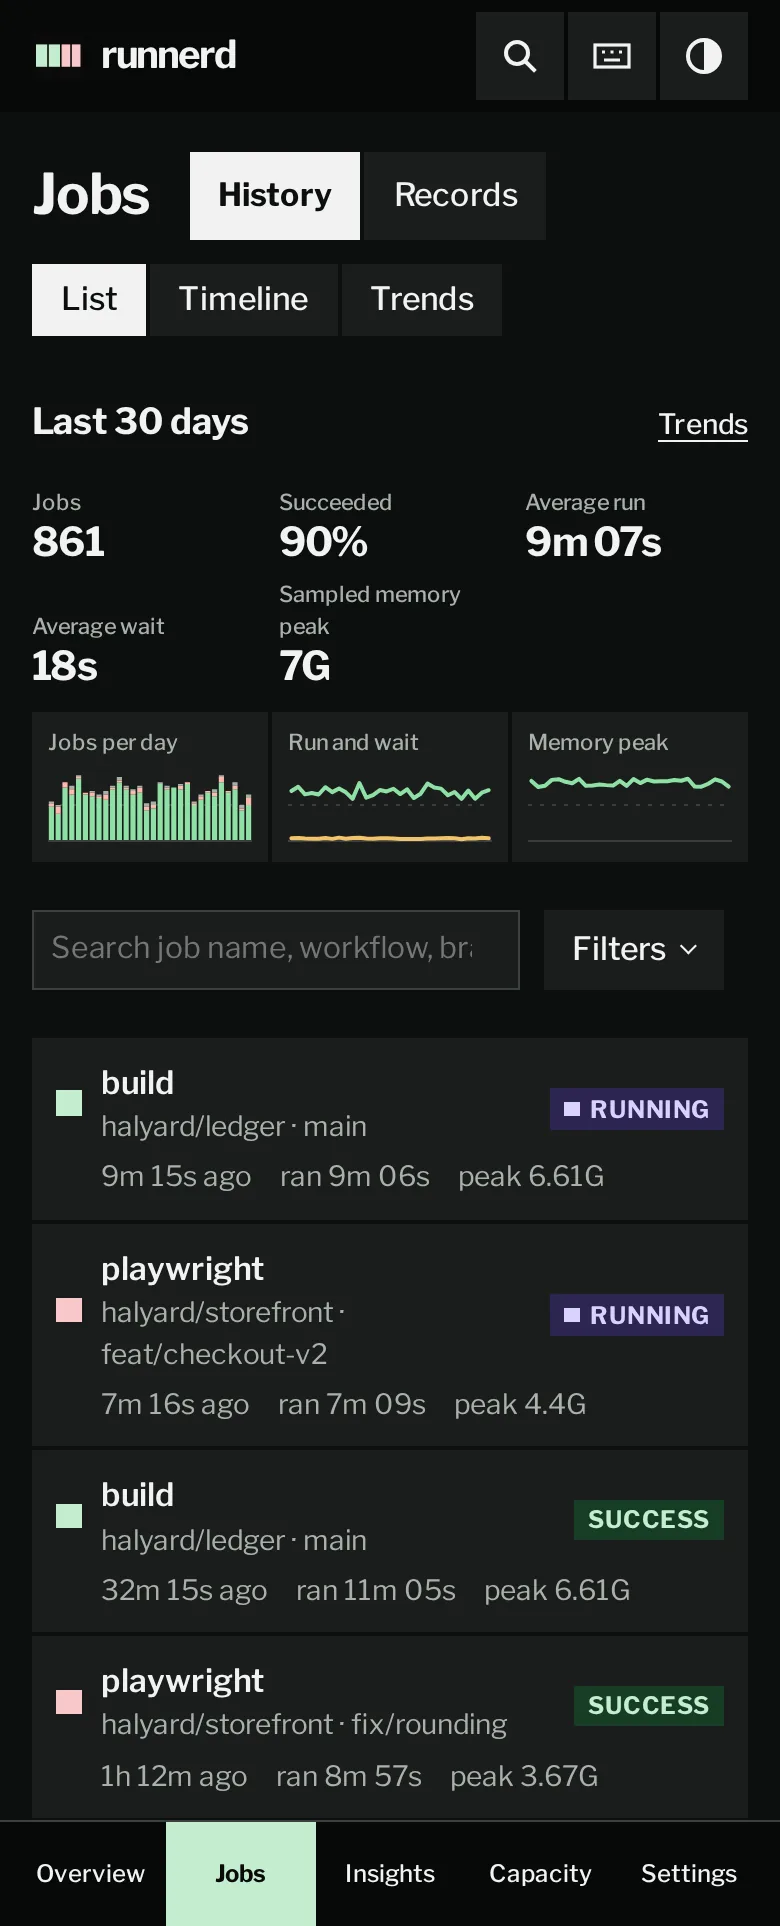 runnerd
Jobs
History
Records
List
Timeline
Trends
Last 30 days
Trends
Jobs
861
Succeeded
90%
Average run
9m 07s
Average wait
18s
Sampled memory
peak
7G
Jobs per day
Run and wait
Memory peak
Search job name, workflow, bra
Filters
build
halyard/ledger · main
RUNNING
9m 15s ago ran 9m 06s peak 6.61G
playwright
halyard/storefront ·
feat/checkout-v2
RUNNING
7m 16s ago ran 7m 09s peak 4.4G
build
halyard/ledger · main
SUCCESS
32m 15s ago ran 11m 05s peak 6.61G
playwright
halyard/storefront · fix/rounding
SUCCESS
1h 12m ago ran 8m 57s peak 3.67G
Overview
Jobs
Insights
Capacity
Settings